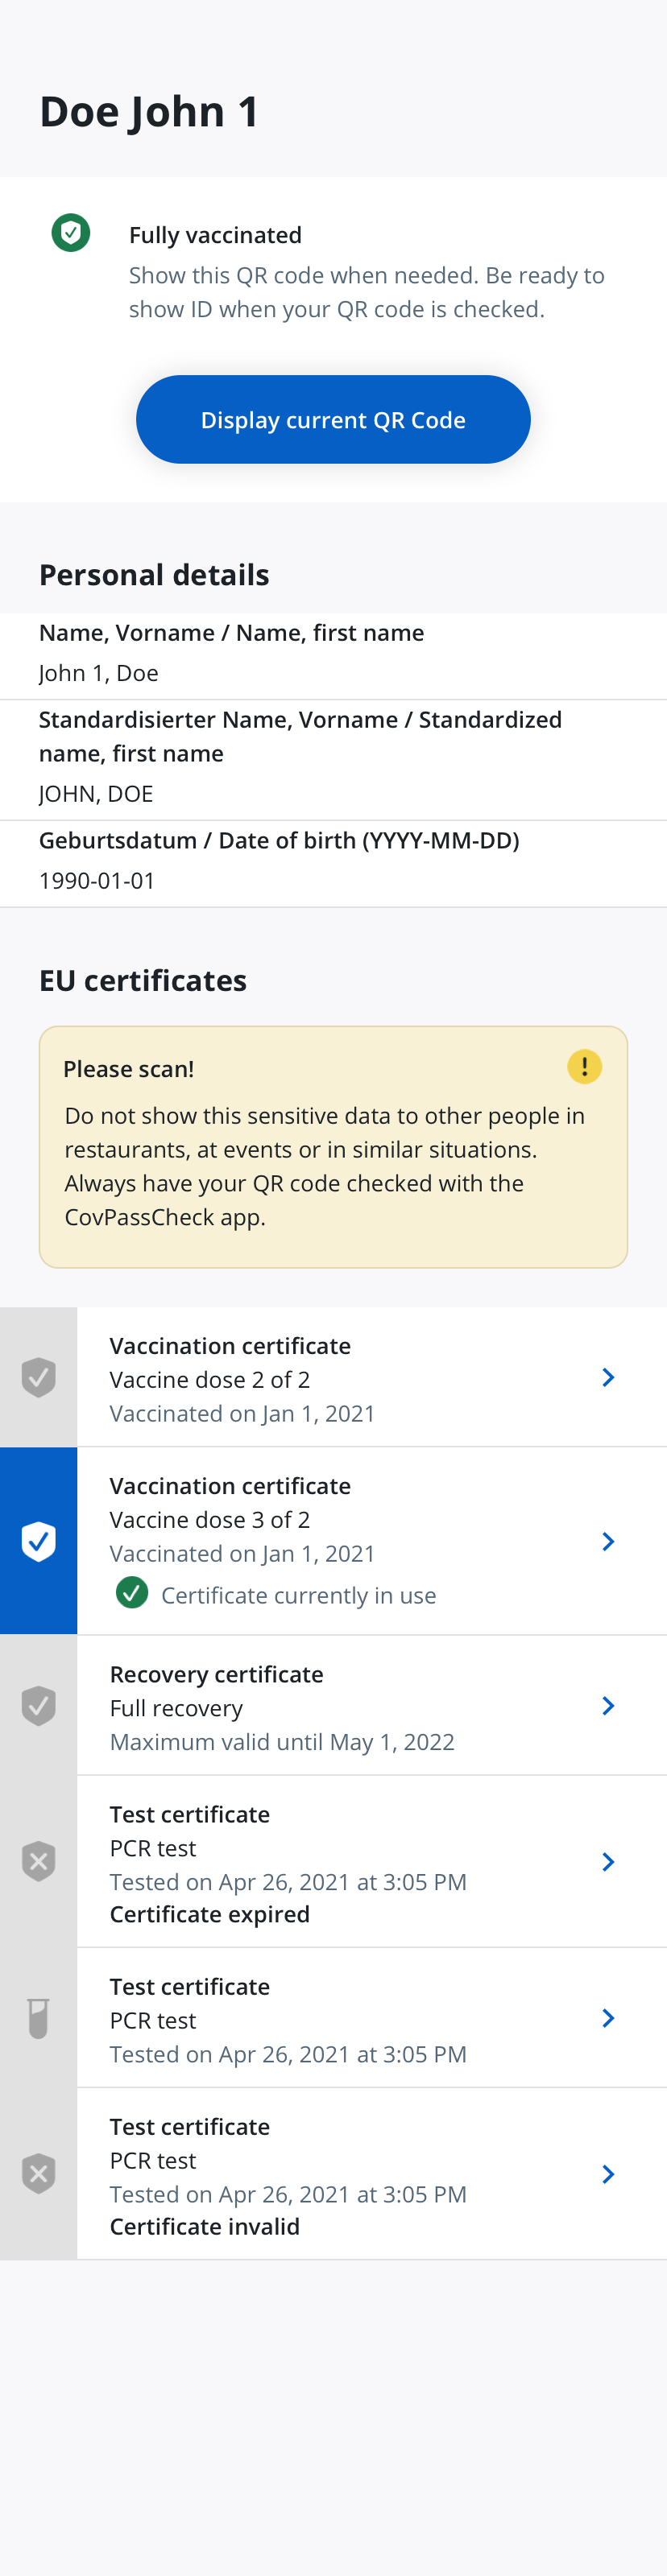 Doe John 1
Fully vaccinated
Show this QR code when needed. Be ready to
show ID when your QR code is checked.
Display current QR Code
Personal details
Name, Vorname / Name, first name
John 1, Doe
Standardisierter Name, Vorname / Standardized
name, first name
JOHN, DOE
Geburtsdatum / Date of birth (YYYY-MM-DD)
1990-01-01
EU certificates
Please scan!
Do not show this sensitive data to other people in
restaurants, at events or in similar situations.
Always have your QR code checked with the
CovPassCheck app.
Vaccination certificate
Vaccine dose 2 of 2
Vaccinated on Jan 1, 2021
Vaccination certificate
Vaccine dose 3 of 2
Vaccinated on Jan 1, 2021
Certificate currently in use
Recovery certificate
Full recovery
Maximum valid until May 1, 2022
Test certificate
PCR test
Tested on Apr 26, 2021 at 3:05 PM
Certificate expired
Test certificate
PCR test
Tested on Apr 26, 2021 at 3:05 PM
Test certificate
PCR test
Tested on Apr 26, 2021 at 3:05 PM
Certificate invalid